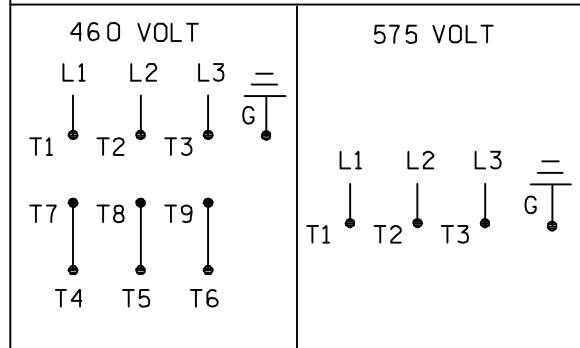 460 VOLT
L1 L2 L3
G
T1 T2 T3
T7 T8 T9
T4 T5 T6
575 VOLT
L1 L2 L3
G
T1 T2 T3